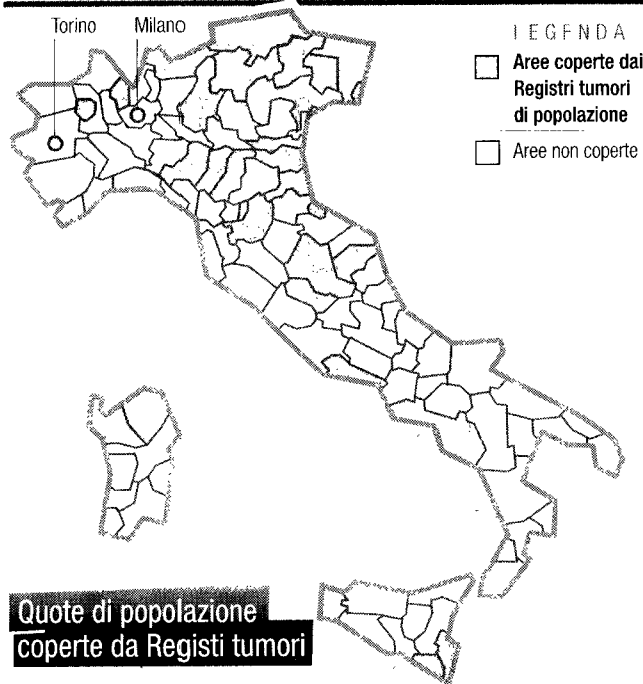 Torino
Milano
LEGENDA
Aree coperte dai
Registri tumori
di popolazione
Aree non coperte
Quote di popolazione
coperte da Registi tumori